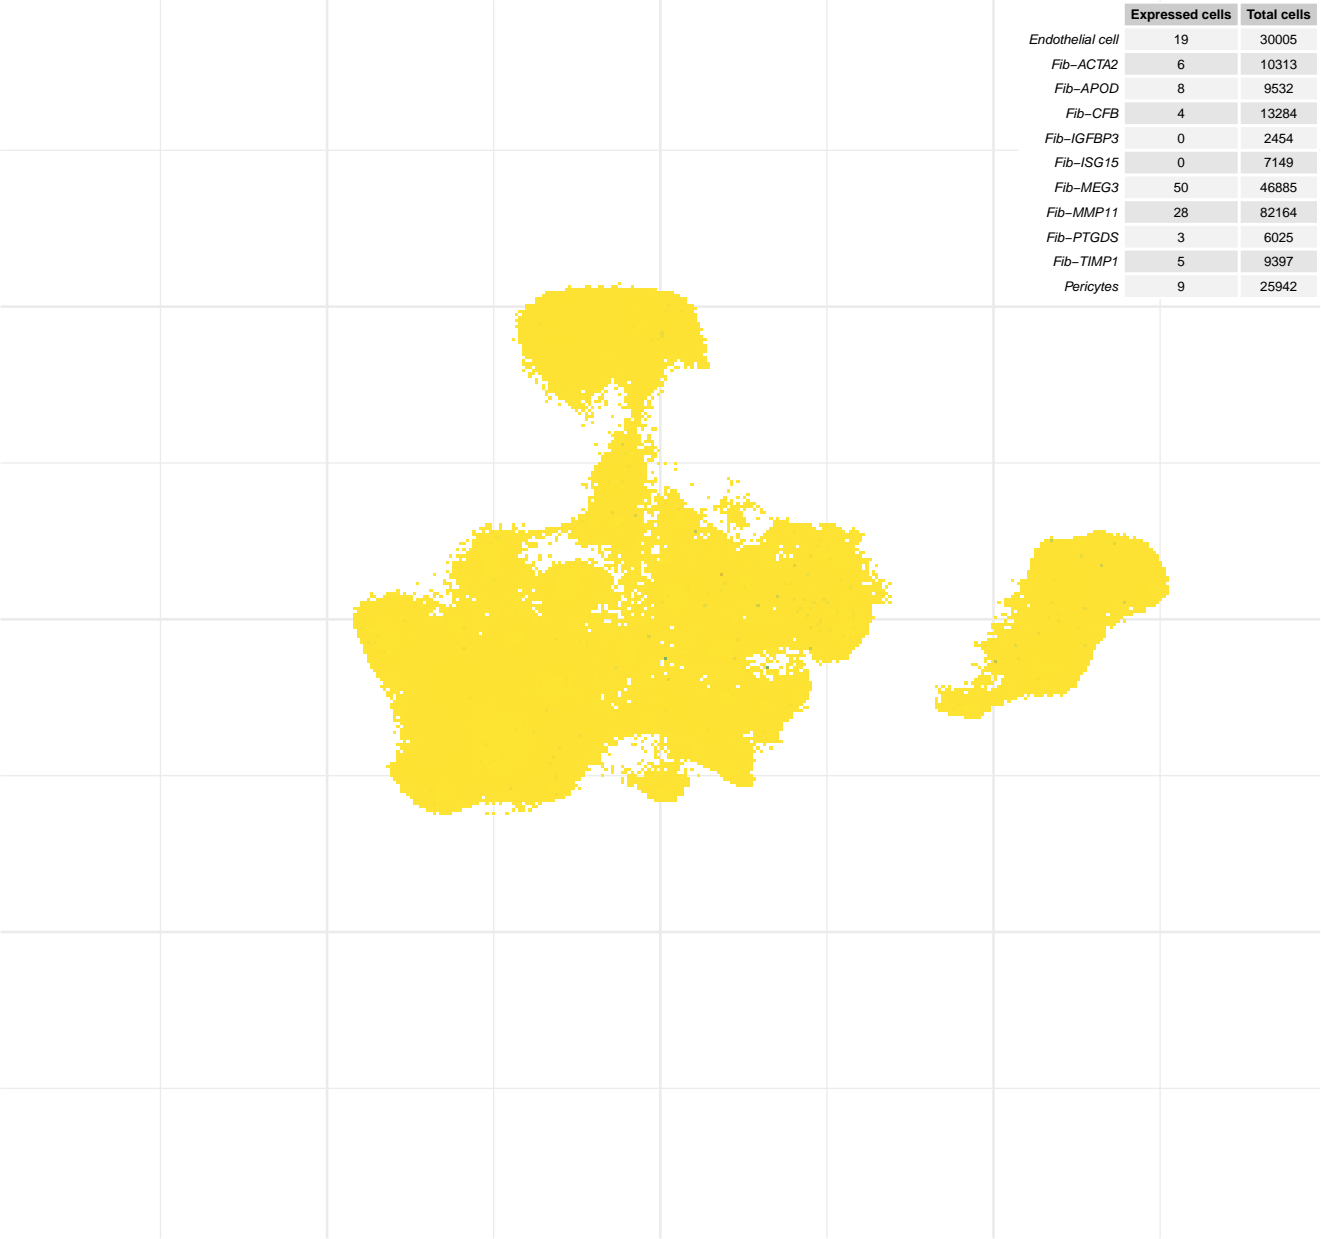 Expressed cells Total cells
Endothelial cell 19 30005
Fib−ACTA2 6 10313
Fib−APOD 8 9532
Fib−CFB 4 13284
Fib−IGFBP3 0 2454
Fib−ISG15 0 7149
Fib−MEG3 50 46885
Fib−MMP11 28 82164
Fib−PTGDS 3 6025
Fib−TIMP1 5 9397
Pericytes 9 25942